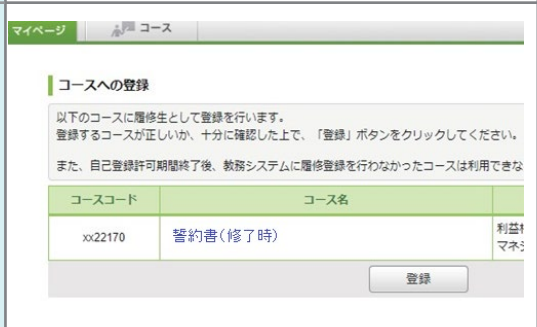 マイページ
コース
コースへの登録
以下のコースに履修生として登録を行います。
登録するコースが正しいか、十分に確認した上で、「登録」ボタンをクリックしてください。
また、自己登録許可期間終了後、教務システムに履修登録を行わなかったコースは利用できな
コースコード
コース名
xx22170
誓約書(修了時)
利益
マネジ
登録